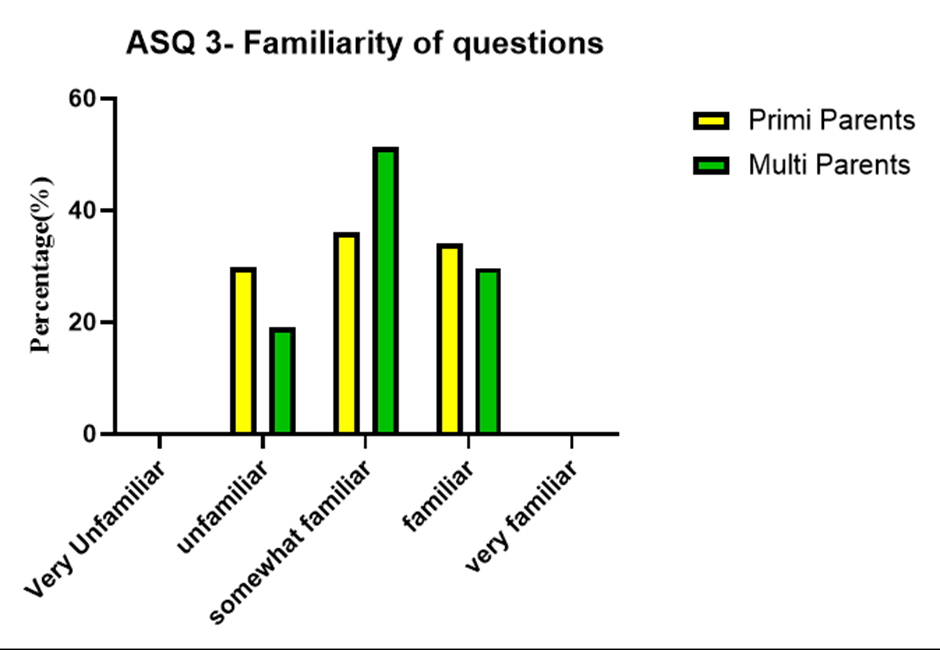 ASQ 3- Familiarity of questions
Percentage(%)
60
40
20
0
Very Unfamiliar
unfamiliar
somewhat familiar
familiar
very familiar
Primi Parents
Multi Parents